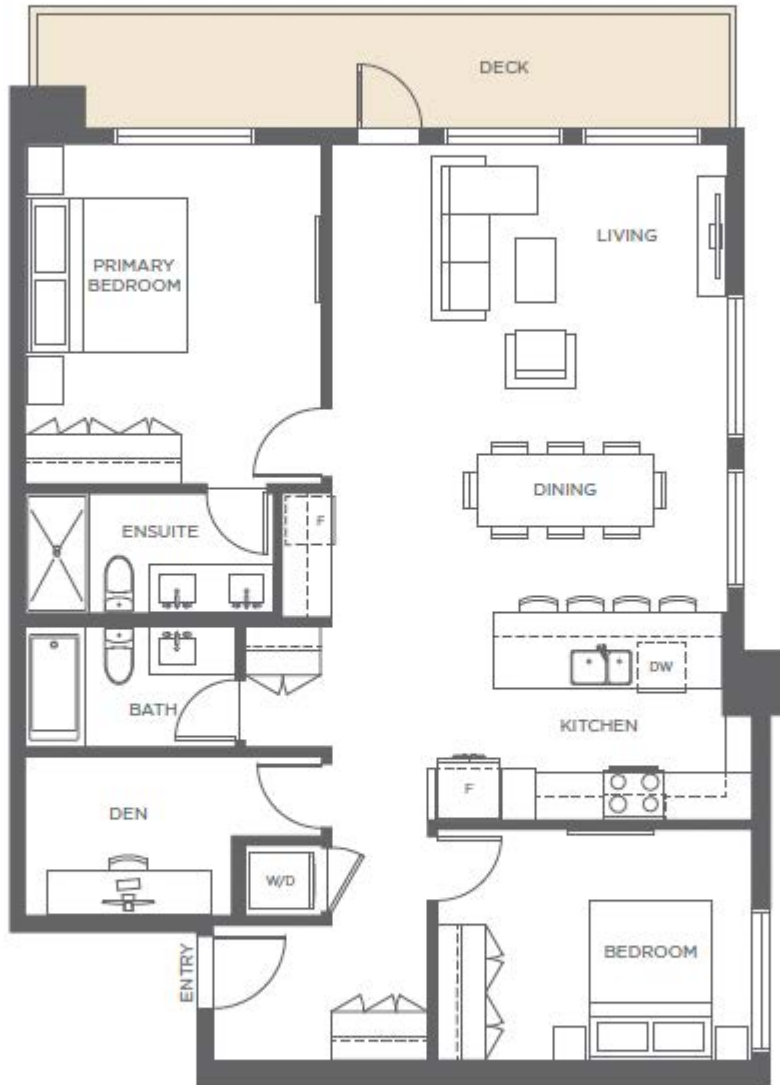 DECK
LIVING
PRIMARY
BEDROOM
DINING
F
ENSUITE
DW
BATH
KITCHEN
F
DEN
W/D
BEDROOM
ENTRY